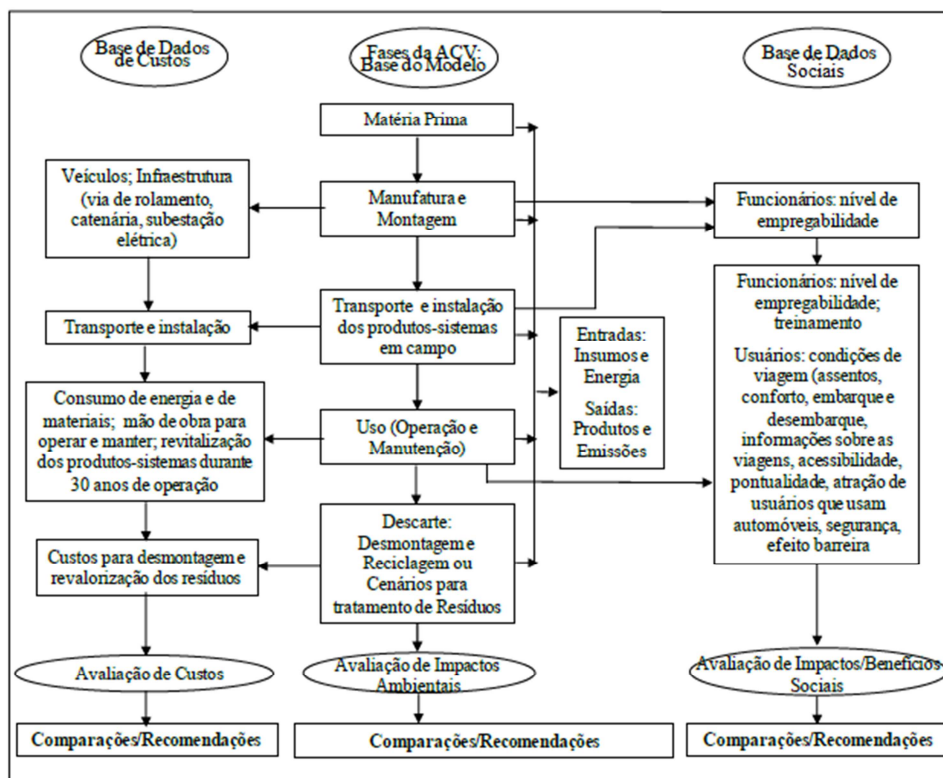 Base de Dados
de Custos
Fases da ACV:
Base do Modelo
Base de Dados
Sociais
Matéria Prima
Veículos; Infraestrutura
(via de rolamento,
catenária, subestação
elétrica)
Manufatura e
Montagem
Funcionários: nível de
empregabilidade
Transporte e instalação
Transporte e instalação
dos produtos-sistemas
em campo
Entradas:
Insumos e
Energia
Saídas:
Produtos e
Emissões
Funcionários: nível de
empregabilidade;
treinamento
Usuários: condições de
viagem (assentos,
conforto, embarque e
desembarque,
informações sobre as
viagens, acessibilidade,
pontualidade, atração de
usuários que usam
automóveis, segurança,
efeito barreira
Consumo de energia e de
materiais; mão de obra para
operar e manter; revitalização
dos produtos-sistemas durante
30 anos de operação
Uso (Operação e
Manutenção)
Custos para desmontagem e
revalorização dos resíduos
Descarte:
Desmontagem e
Reciclagem ou
Cenários para
tratamento de Resíduos
Avaliação de Custos
Avaliação de Impactos
Ambientais
Avaliação de Impactos/Benefícios
Sociais
Comparações/Recomendações
Comparações/Recomendações
Comparações/Recomendações